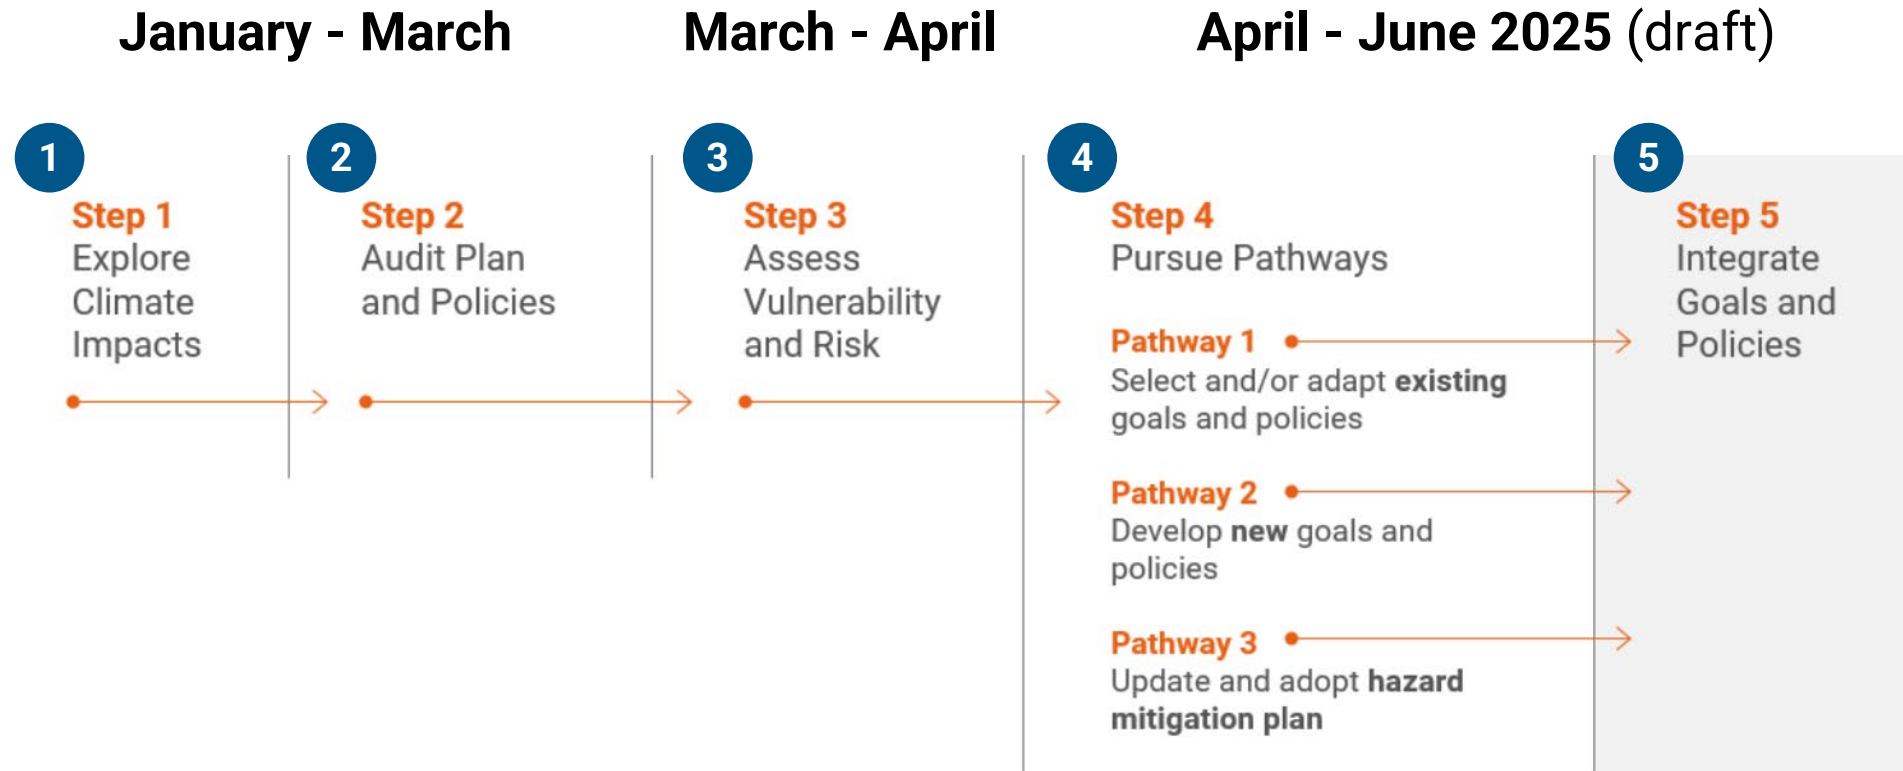 January - March
March - April
April - June 2025 (draft)
1
Step 1
Explore
Climate
Impacts
2
Step 2
Audit Plan
and Policies
3
Step 3
Assess
Vulnerability
and Risk
4
Step 4
Pursue Pathways
Pathway 1
Select and/or adapt existing
goals and policies
Pathway 2
Develop new goals and
policies
Pathway 3
Update and adopt hazard
mitigation plan
5
Step 5
Integrate
Goals and
Policies